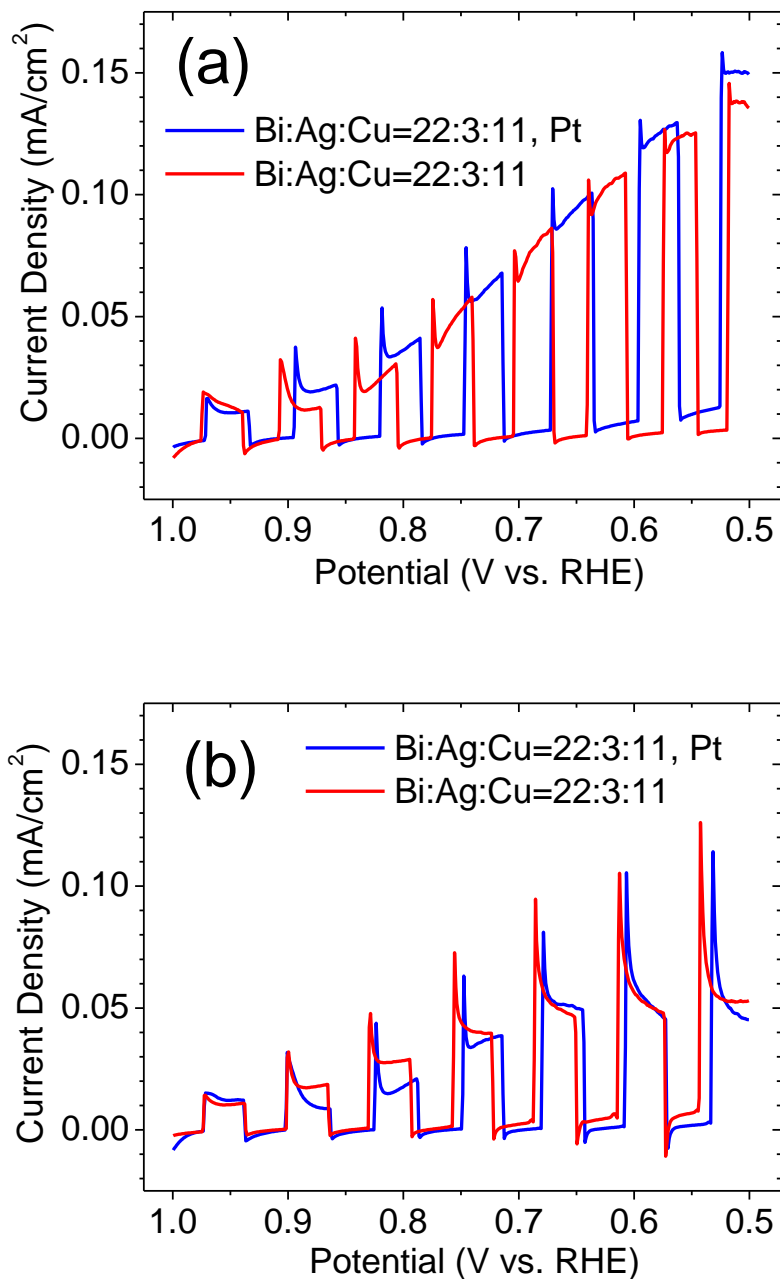 (a)
Bi:Ag:Cu=22:3:11, Pt
Bi:Ag:Cu=22:3:11
Current Density (mA/cm²)
0.15
0.10
0.05
0.00
1.0 0.9 0.8 0.7 0.6 0.5
Potential (V vs. RHE)
(b)
Bi:Ag:Cu=22:3:11, Pt
Bi:Ag:Cu=22:3:11
Current Density (mA/cm²)
0.15
0.10
0.05
0.00
1.0 0.9 0.8 0.7 0.6 0.5
Potential (V vs. RHE)